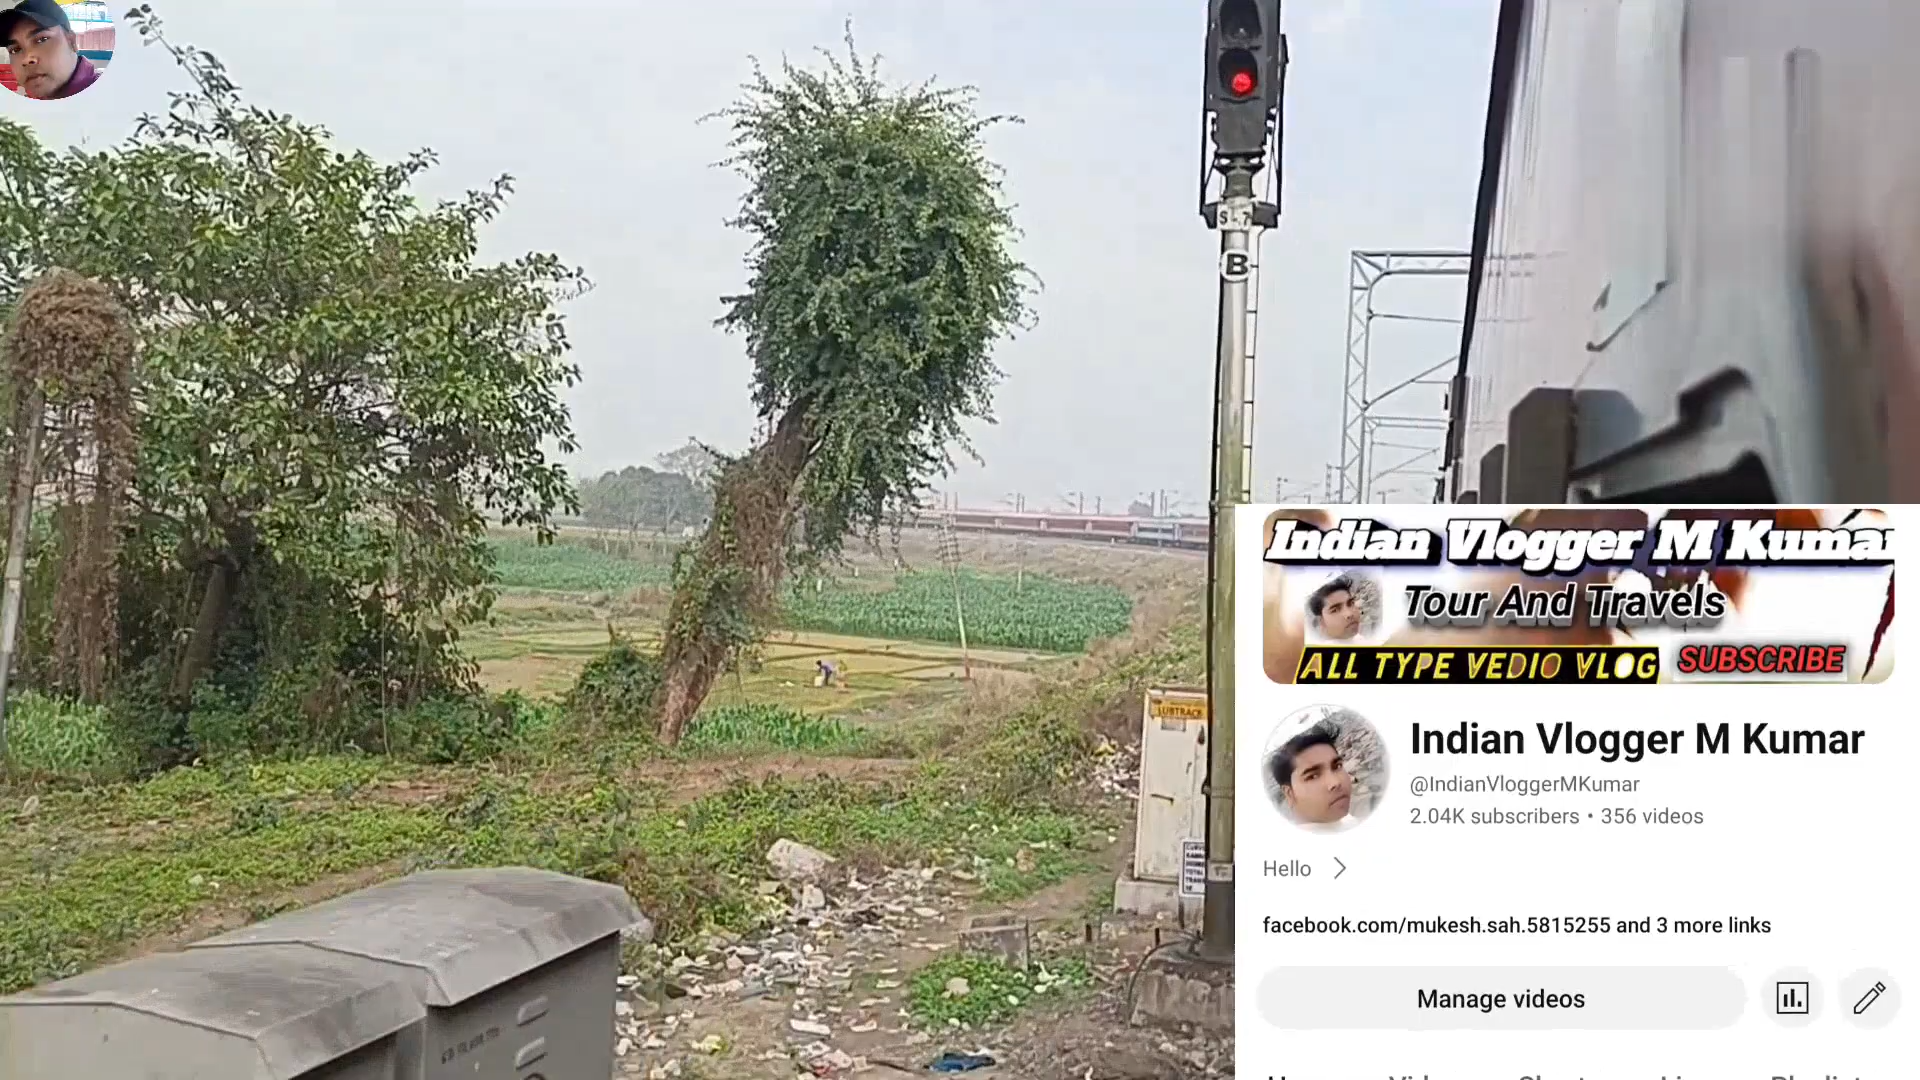 S-7
B
Indian Vlogger M Kumar
Tour And Travels
ALL TYPE VEDIO VLOG
SUBSCRIBE
Indian Vlogger M Kumar
@IndianVloggerMKumar
2.04K subscribers • 356 videos
Hello
facebook.com/mukesh.sah.5815255 and 3 more links
Manage videos